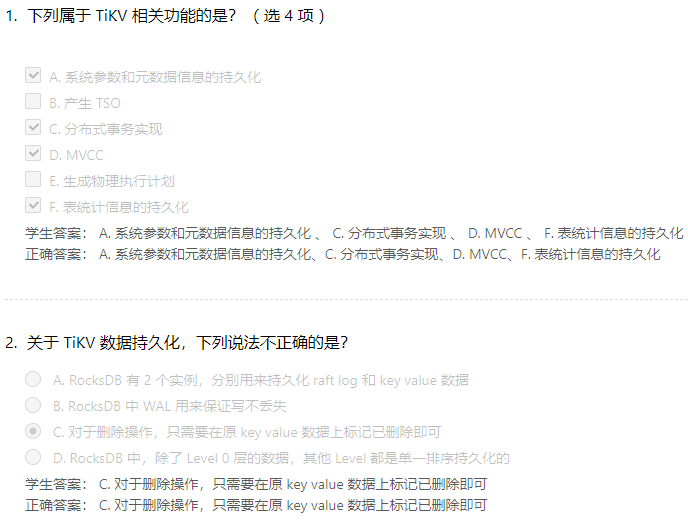 1. 下列属于 TiKV 相关功能的是？（ 选 4 项 ）
A. 系统参数和元数据信息的持久化
B. 产生 TSO
C. 分布式事务实现
D. MVCC
E. 生成物理执行计划
F. 表统计信息的持久化
学生答案： A. 系统参数和元数据信息的持久化 、 C. 分布式事务实现 、 D. MVCC 、 F. 表统计信息的持久化
正确答案： A. 系统参数和元数据信息的持久化、C. 分布式事务实现、D. MVCC、F. 表统计信息的持久化
2. 关于 TiKV 数据持久化，下列说法不正确的是？
A. RocksDB 有 2 个实例，分别用来持久化 raft log 和 key value 数据
B. RocksDB 中 WAL 用来保证写不丢失
C. 对于删除操作，只需要在原 key value 数据上标记已删除即可
D. RocksDB 中，除了 Level 0 层的数据，其他 Level 都是单一排序持久化的
学生答案： C. 对于删除操作，只需要在原 key value 数据上标记已删除即可
正确答案： C. 对于删除操作，只需要在原 key value 数据上标记已删除即可